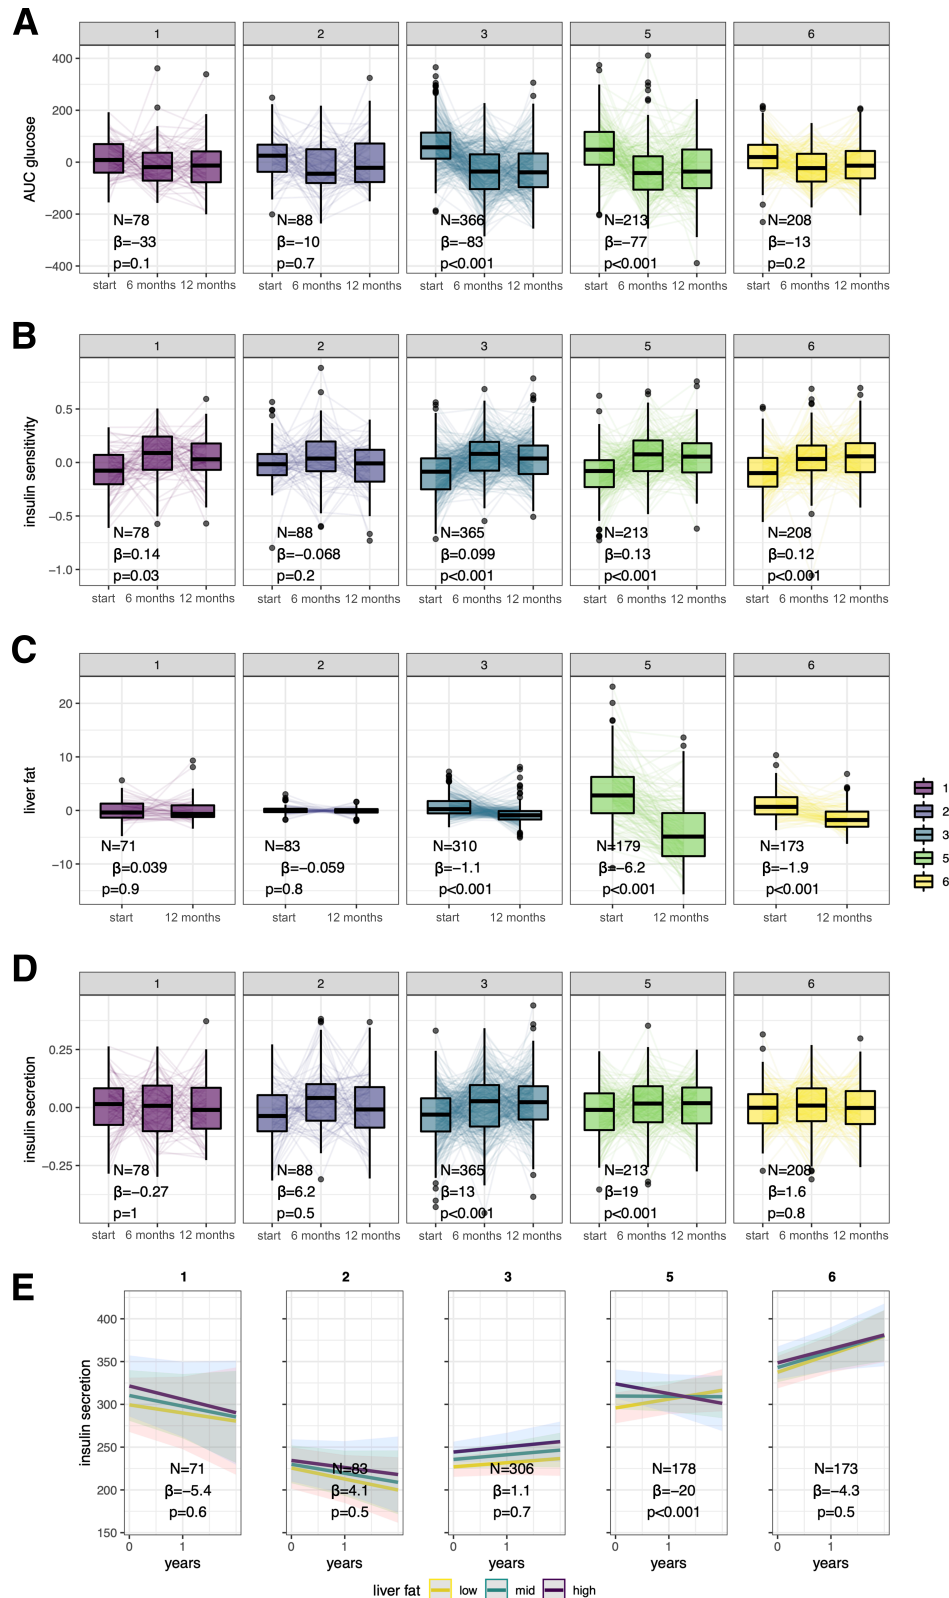 A
1 2 3 5 6
AUC glucose
400
200
0
−200
−400
N=78 N=88 N=366 N=213 N=208
β=−33 β=−10 β=−83 β=−77 β=−13
p=0.1 p=0.7 p<0.001 p<0.001 p=0.2
start 6 months 12 months start 6 months 12 months start 6 months 12 months start 6 months 12 months start 6 months 12 months
B
1 2 3 5 6
insulin sensitivity
0.5
0.0
−0.5
−1.0
N=78 N=88 N=365 N=213 N=208
β=0.14 β=−0.068 β=0.099 β=0.13 β=0.12
p=0.03 p=0.2 p<0.001 p<0.001 p<0.001
start 6 months 12 months start 6 months 12 months start 6 months 12 months start 6 months 12 months start 6 months 12 months
C
1 2 3 5 6
liver fat
20
10
0
−10
N=71 N=83 N=310 N=179 N=173
β=0.039 β=−0.059 β=−1.1 β=−6.2 β=−1.9
p=0.9 p=0.8 p<0.001 p<0.001 p<0.001
start 12 months start 12 months start 12 months start 12 months start 12 months
1
2
3
5
6
D
1 2 3 5 6
insulin secretion
0.25
0.00
−0.25
N=78 N=88 N=365 N=213 N=208
β=−0.27 β=6.2 β=13 β=19 β=1.6
p=1 p=0.5 p<0.001 p<0.001 p=0.8
start 6 months 12 months start 6 months 12 months start 6 months 12 months start 6 months 12 months start 6 months 12 months
E
1 2 3 5 6
insulin secretion
400
350
300
250
200
150
N=71 N=83 N=306 N=178 N=173
β=−5.4 β=4.1 β=1.1 β=−20 β=−4.3
p=0.6 p=0.5 p=0.7 p<0.001 p=0.5
0 1 0 1 0 1 0 1 0 1
years years years years years
liver fat low mid high